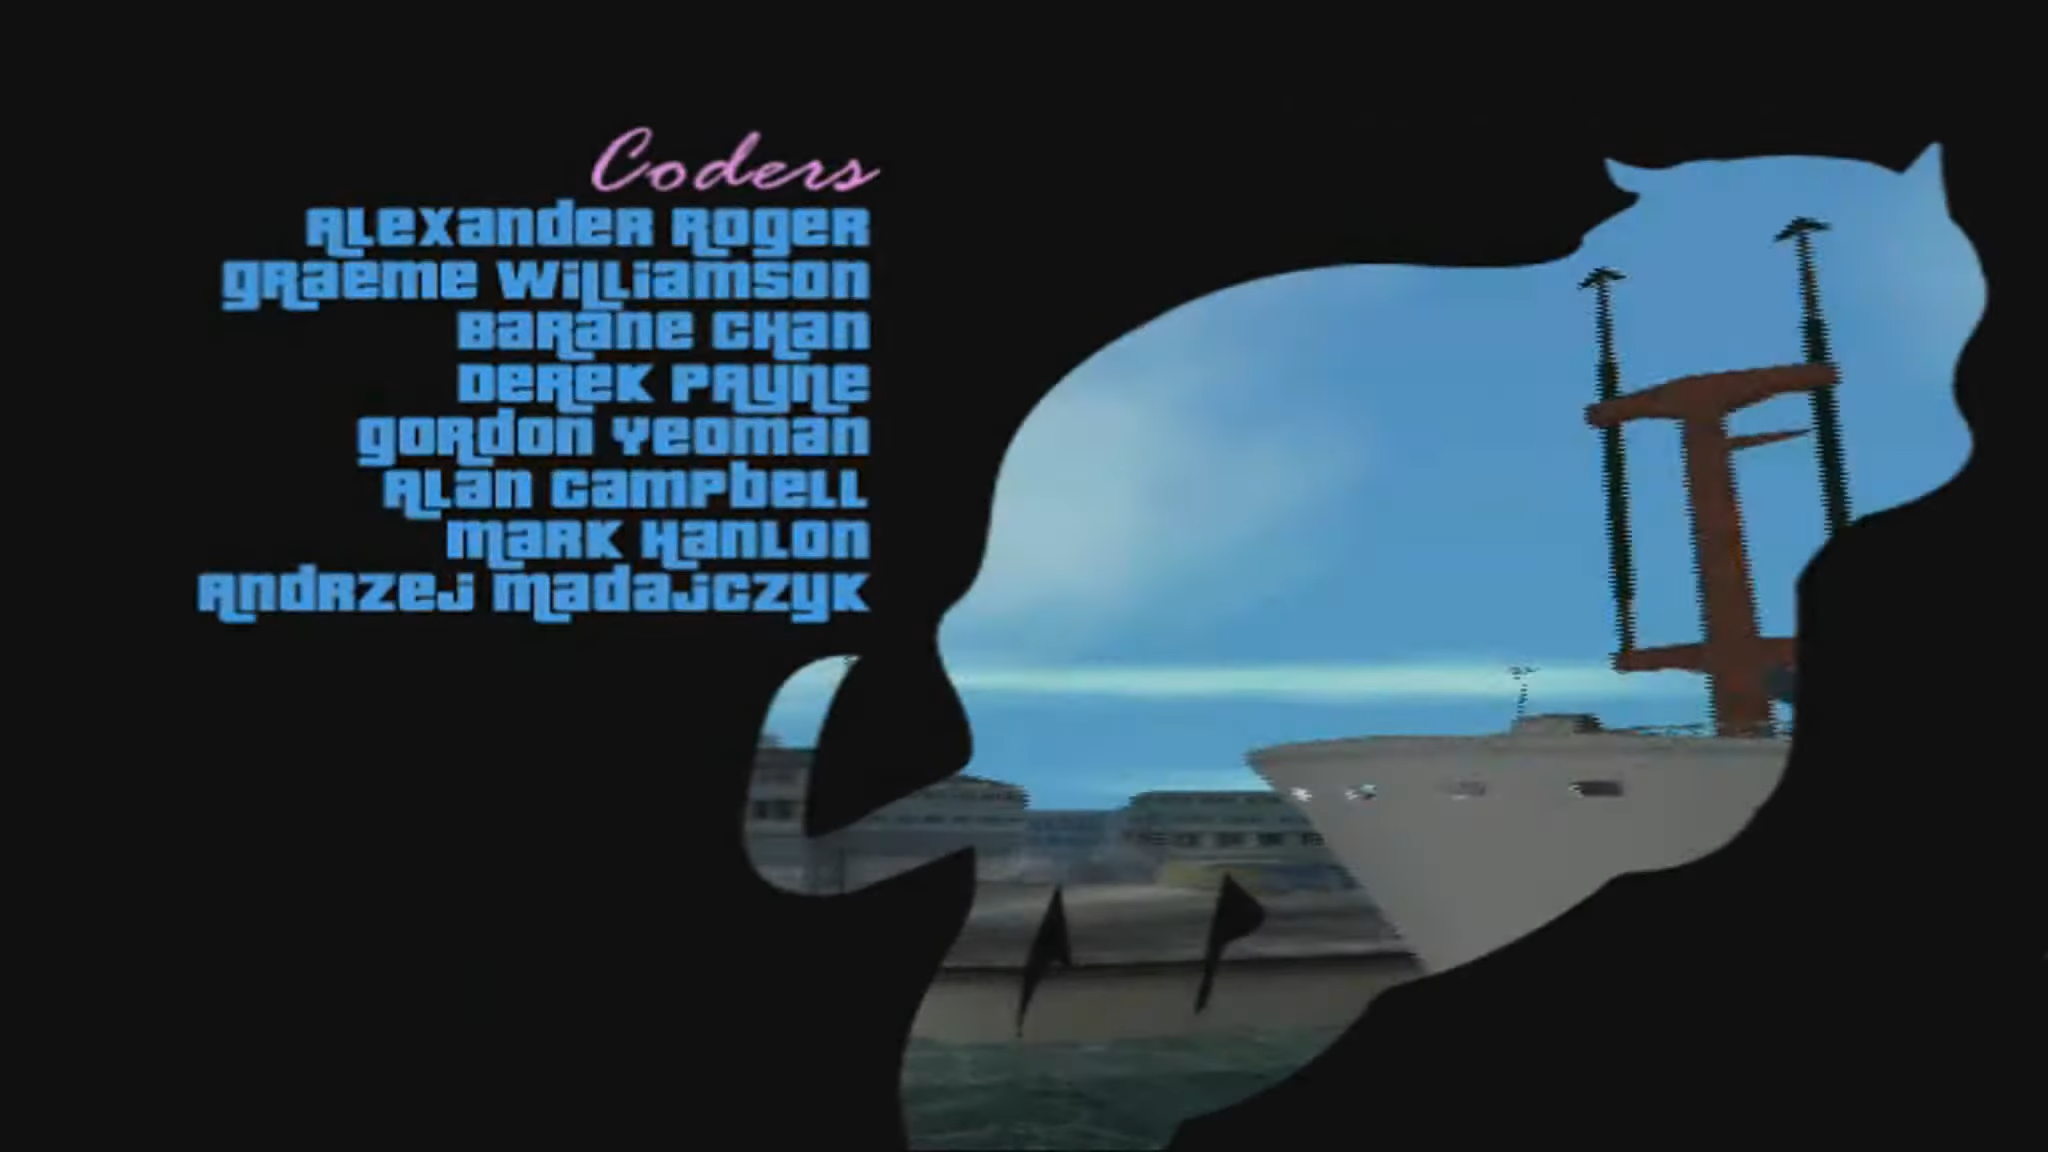 Coders
Alexander Roger
Graeme Williamson
Barane Chan
Derek Payne
Gordon Yeoman
Alan Campbell
Mark Hanlon
Andrzej Madajczyk